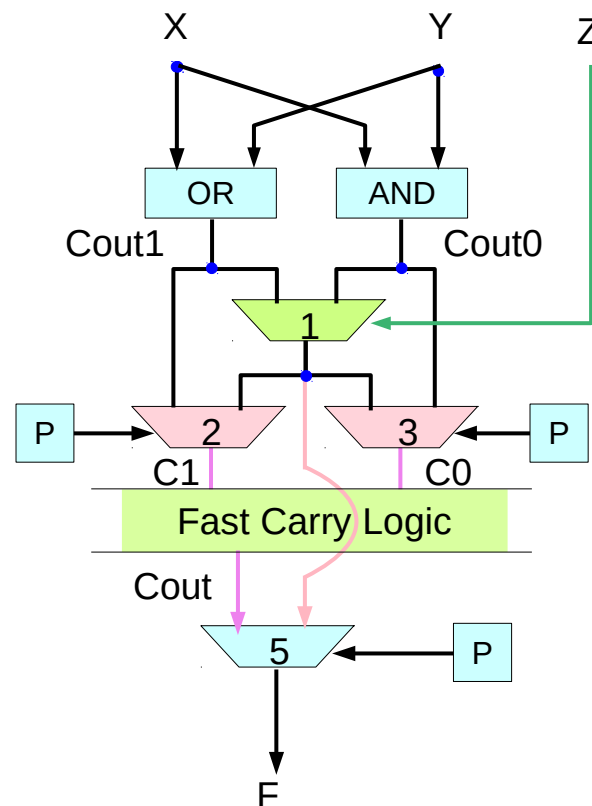 X Y Z
OR AND
Cout1 Cout0
1
2 3
P P
C1 C0
Fast Carry Logic
Cout
5 P
F